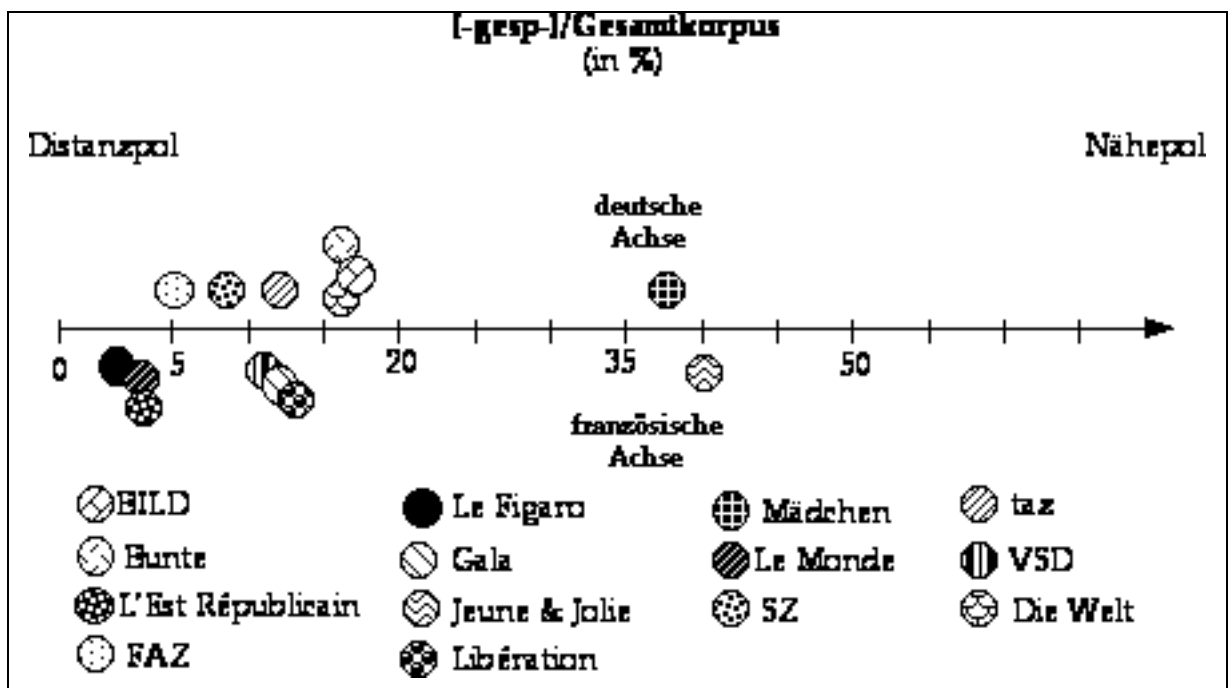 [-gesp-]/Gesamtkorpus
(in %)
Distanzpol Nähepol
deutsche
Achse
0 5 20 35 50
französische
Achse
BILD Le Figaro Mädchen taz
Bunte Gala Le Monde VSD
L'Est Républicain Jeune & Jolie SZ Die Welt
FAZ Libération